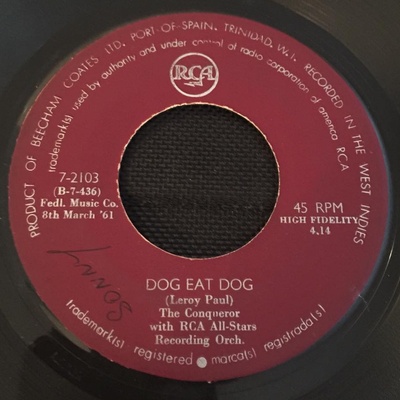 PRODUCT OF BEECHAM COATES LTD. PORT-OF-SPAIN, TRINIDAD, W.I. RECORDED IN THE WEST INDIES
trademark(s) used by authority and under control of radio corporation of america RCA
RCA
7-2103
(B-7-436)
Fedl. Music Co.
8th March '61
45 RPM
HIGH FIDELITY
4.14
SONNY
DOG EAT DOG
(Leroy Paul)
The Conqueror
with RCA All-Stars
Recording Orch.
trademark(s) registered • marca(s) registrada(s)